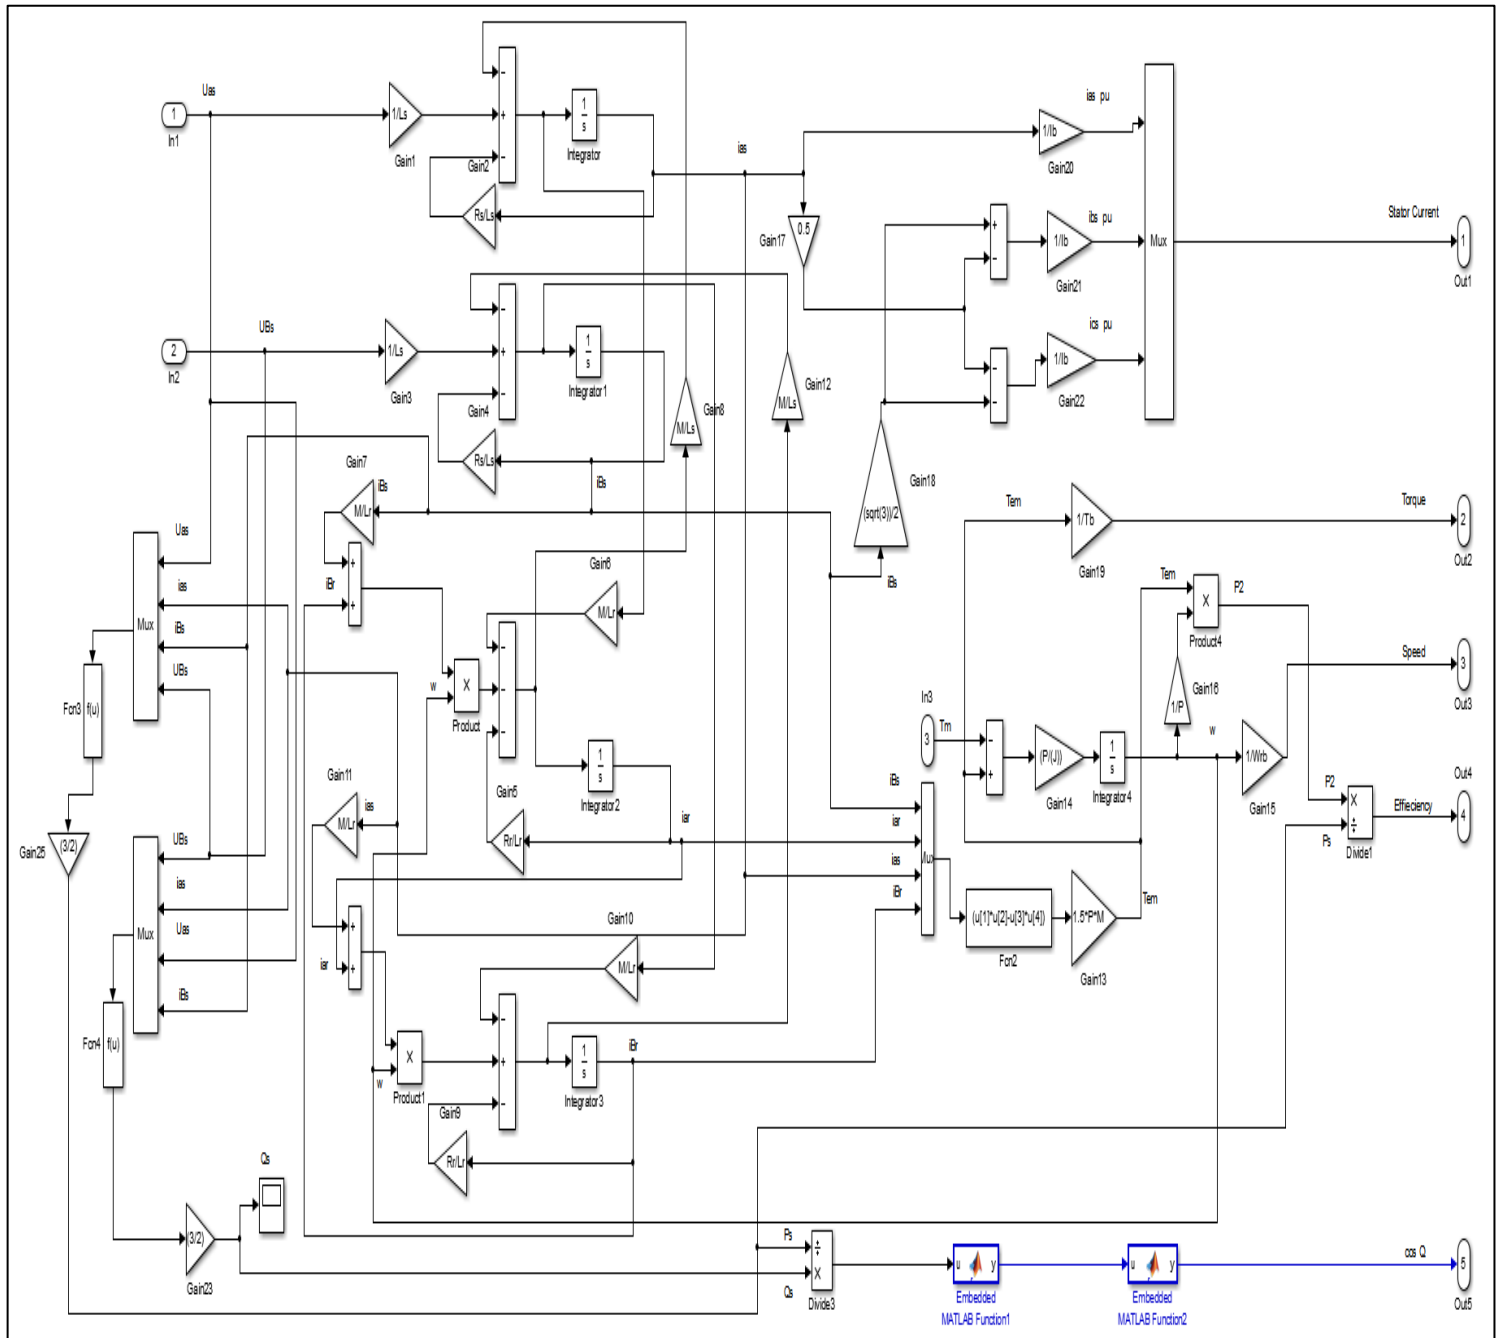 Uas
1
In1
1/Ls
Gain1
-
+
-
Gain2
1
s
Integrator
Rs/Ls
ias
1/Ib
Gain20
ias pu
0.5
Gain17
+
-
1/Ib
Gain21
ibs pu
Mux
Stator Current
1
Out1
UBs
2
In2
1/Ls
Gain3
-
+
-
Gain4
1
s
Integrator1
Rs/Ls
iBs
M/Ls
Gain8
M/Ls
Gain12
-
-
ics pu
1/Ib
Gain22
Gain7
iBs
M/Lr
(sqrt(3))/2
Gain18
iBs
Tem
1/Tb
Gain19
Torque
2
Out2
Uas
ias
iBs
UBs
Mux
Fcn3
f(u)
+
+
iBr
Gain6
M/Lr
-
-
-
w
X
Product
Tem
X
Product4
P2
Gain16
1/P
Speed
3
Out3
In3
3
Tm
-
+
(P/(J))
Gain14
1
s
Integrator4
w
1/Wrb
Gain15
1
s
Integrator2
Gain5
Rr/Lr
iar
Gain11
ias
M/Lr
Gain25
(3/2)
iBs
iar
ias
iBr
Mux
(u[1]*u[2]-u[3]*u[4])
Fcn2
1.5*P*M
Gain13
Tem
P2
Ps
X
÷
Divide1
Effieciency
Out4
4
UBs
ias
Uas
iBs
Mux
Fcn4
f(u)
+
+
iar
Gain10
M/Lr
-
+
-
w
X
Product1
1
s
Integrator3
iBr
Gain9
Rr/Lr
Qs
(3/2)
Gain23
Ps
Qs
÷
X
Divide3
u
y
Embedded
MATLAB Function1
u
y
Embedded
MATLAB Function2
cos Q
5
Out5